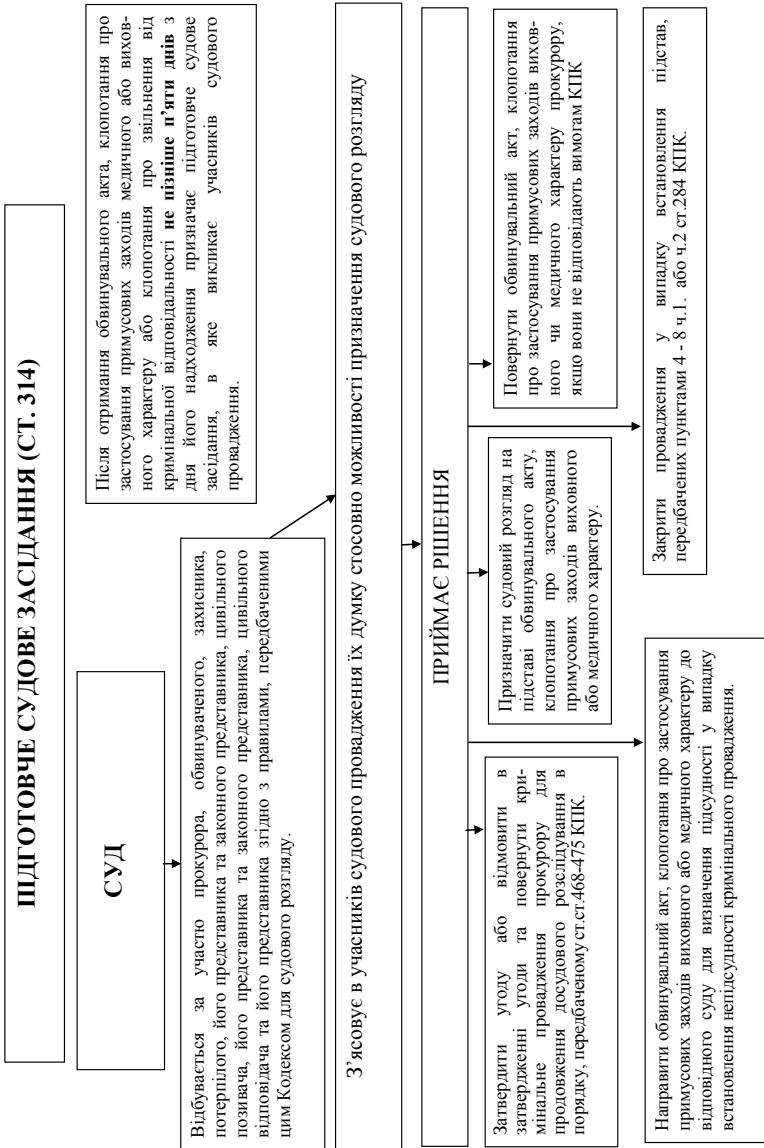 ПІДГОТОВЧЕ СУДОВЕ ЗАСІДАННЯ (СТ. 314)
СУД
Після отримання обвинувального акта, клопотання про
застосування примусових заходів медичного або вихов-
ного характеру або клопотання про звільнення від
кримінальної відповідальності не пізніше п'яти днів з
дня його надходження призначає підготовче судове
засідання, в яке викликає учасників судового
провадження.
Відбувається за участю прокурора, обвинуваченого, захисника,
потерпілого, його представника та законного представника, цивільного
позивача, його представника та законного представника, цивільного
відповідача та його представника згідно з правилами, передбаченими
цим Кодексом для судового розгляду.
З'ясовує в учасників судового провадження їх думку стосовно можливості призначення судового розгляду
ПРИЙМАЄ РІШЕННЯ
Затвердити угоду або відмовити в
затвердженні угоди та повернути кри-
мінальне провадження прокурору для
продовження досудового розслідування в
порядку, передбаченому ст.ст.468-475 КПК.
Призначити судовий розгляд на
підставі обвинувального акту,
клопотання про застосування
примусових заходів виховного
або медичного характеру.
Повернути обвинувальний акт, клопотання
про застосування примусових заходів вихов-
ного чи медичного характеру прокурору,
якщо вони не відповідають вимогам КПК
Направити обвинувальний акт, клопотання про застосування
примусових заходів виховного або медичного характеру до
відповідного суду для визначення підсудності у випадку
встановлення непідсудності кримінального провадження.
Закрити провадження у випадку встановлення підстав,
передбачених пунктами 4 - 8 ч.1. або ч.2 ст.284 КПК.